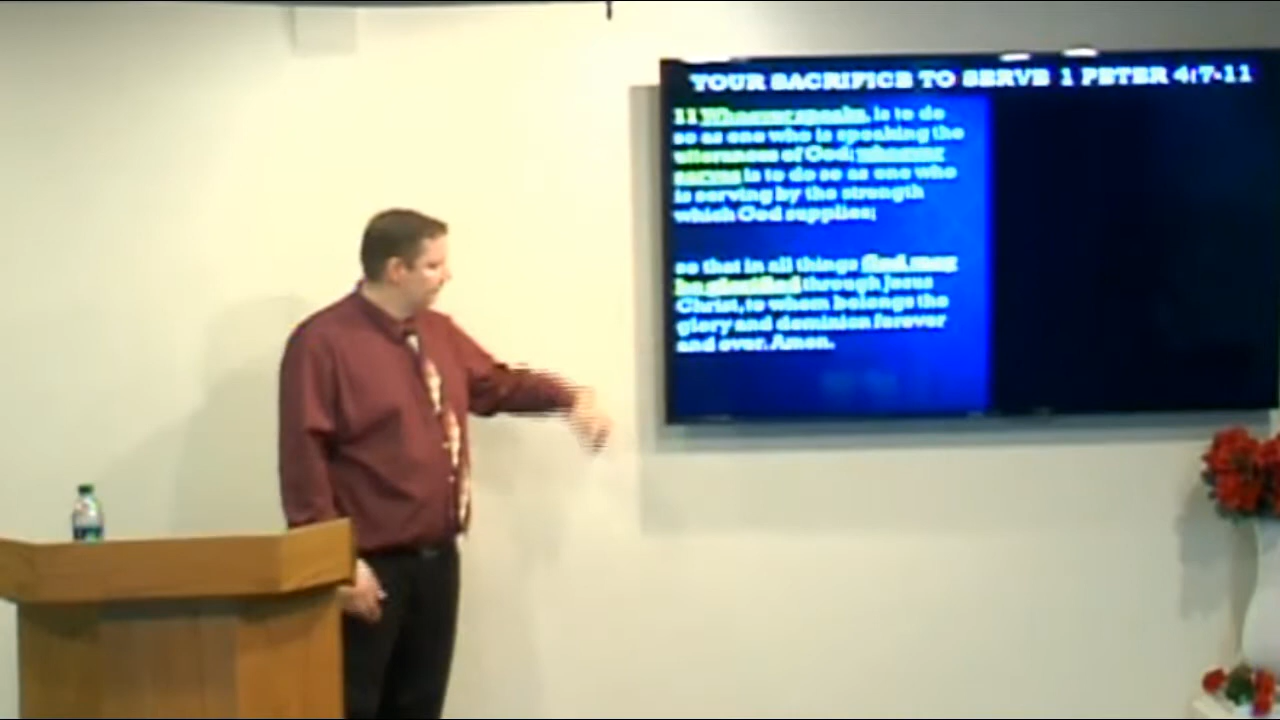 YOUR SACRIFICE TO SERVE 1 PETER 4:7-11
11 Whoever speaks, is to do
so as one who is speaking the
utterances of God; whoever
serves is to do so as one who
is serving by the strength
which God supplies;
so that in all things God may
be glorified through Jesus
Christ, to whom belongs the
glory and dominion forever
and ever. Amen.